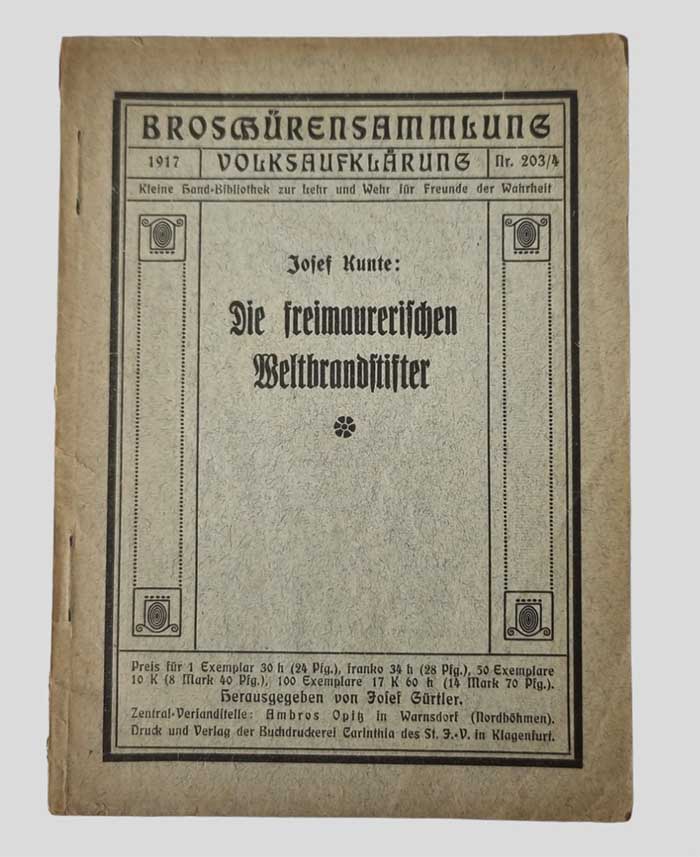 BROSCHÜRENSAMMLUNG
1917 VOLKSAUFKLÄRUNG Nr. 203/4
Kleine Hand-Bibliothek zur Lehr und Wehr für Freunde der Wahrheit
Josef Kunte:
Die freimaurerischen
Weltbrandstifter
Preis für 1 Exemplar 30 h (24 Pfg.), franko 34 h (28 Pfg.), 50 Exemplare
10 K (8 Mark 40 Pfg.), 100 Exemplare 17 K 60 h (14 Mark 70 Pfg.).
Herausgegeben von Josef Gürtler.
Zentral-Versandstelle: Ambros Opitz in Warnsdorf (Nordböhmen).
Druck und Verlag der Buchdruckerei Carinthia des St. J.-V. in Klagenfurt.